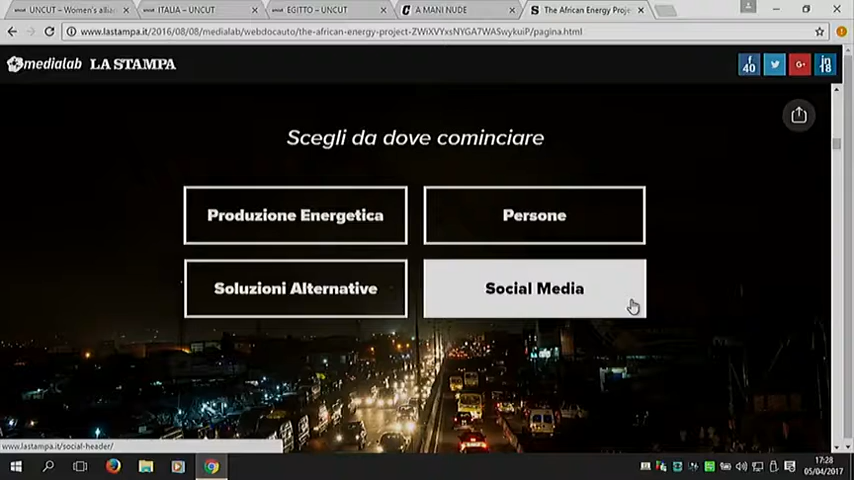 UNCUT – Women's allian
ITALIA – UNCUT
EGITTO – UNCUT
A MANI NUDE
The African Energy Proje
www.lastampa.it/2016/08/08/medialab/webdocauto/the-african-energy-project-ZWiXVYxsNYGA7WASwykuiP/pagina.html
medialab LA STAMPA
f 40
G+
in 18
Scegli da dove cominciare
Produzione Energetica
Persone
Soluzioni Alternative
Social Media
www.lastampa.it/social-header/
17:28
05/04/2017